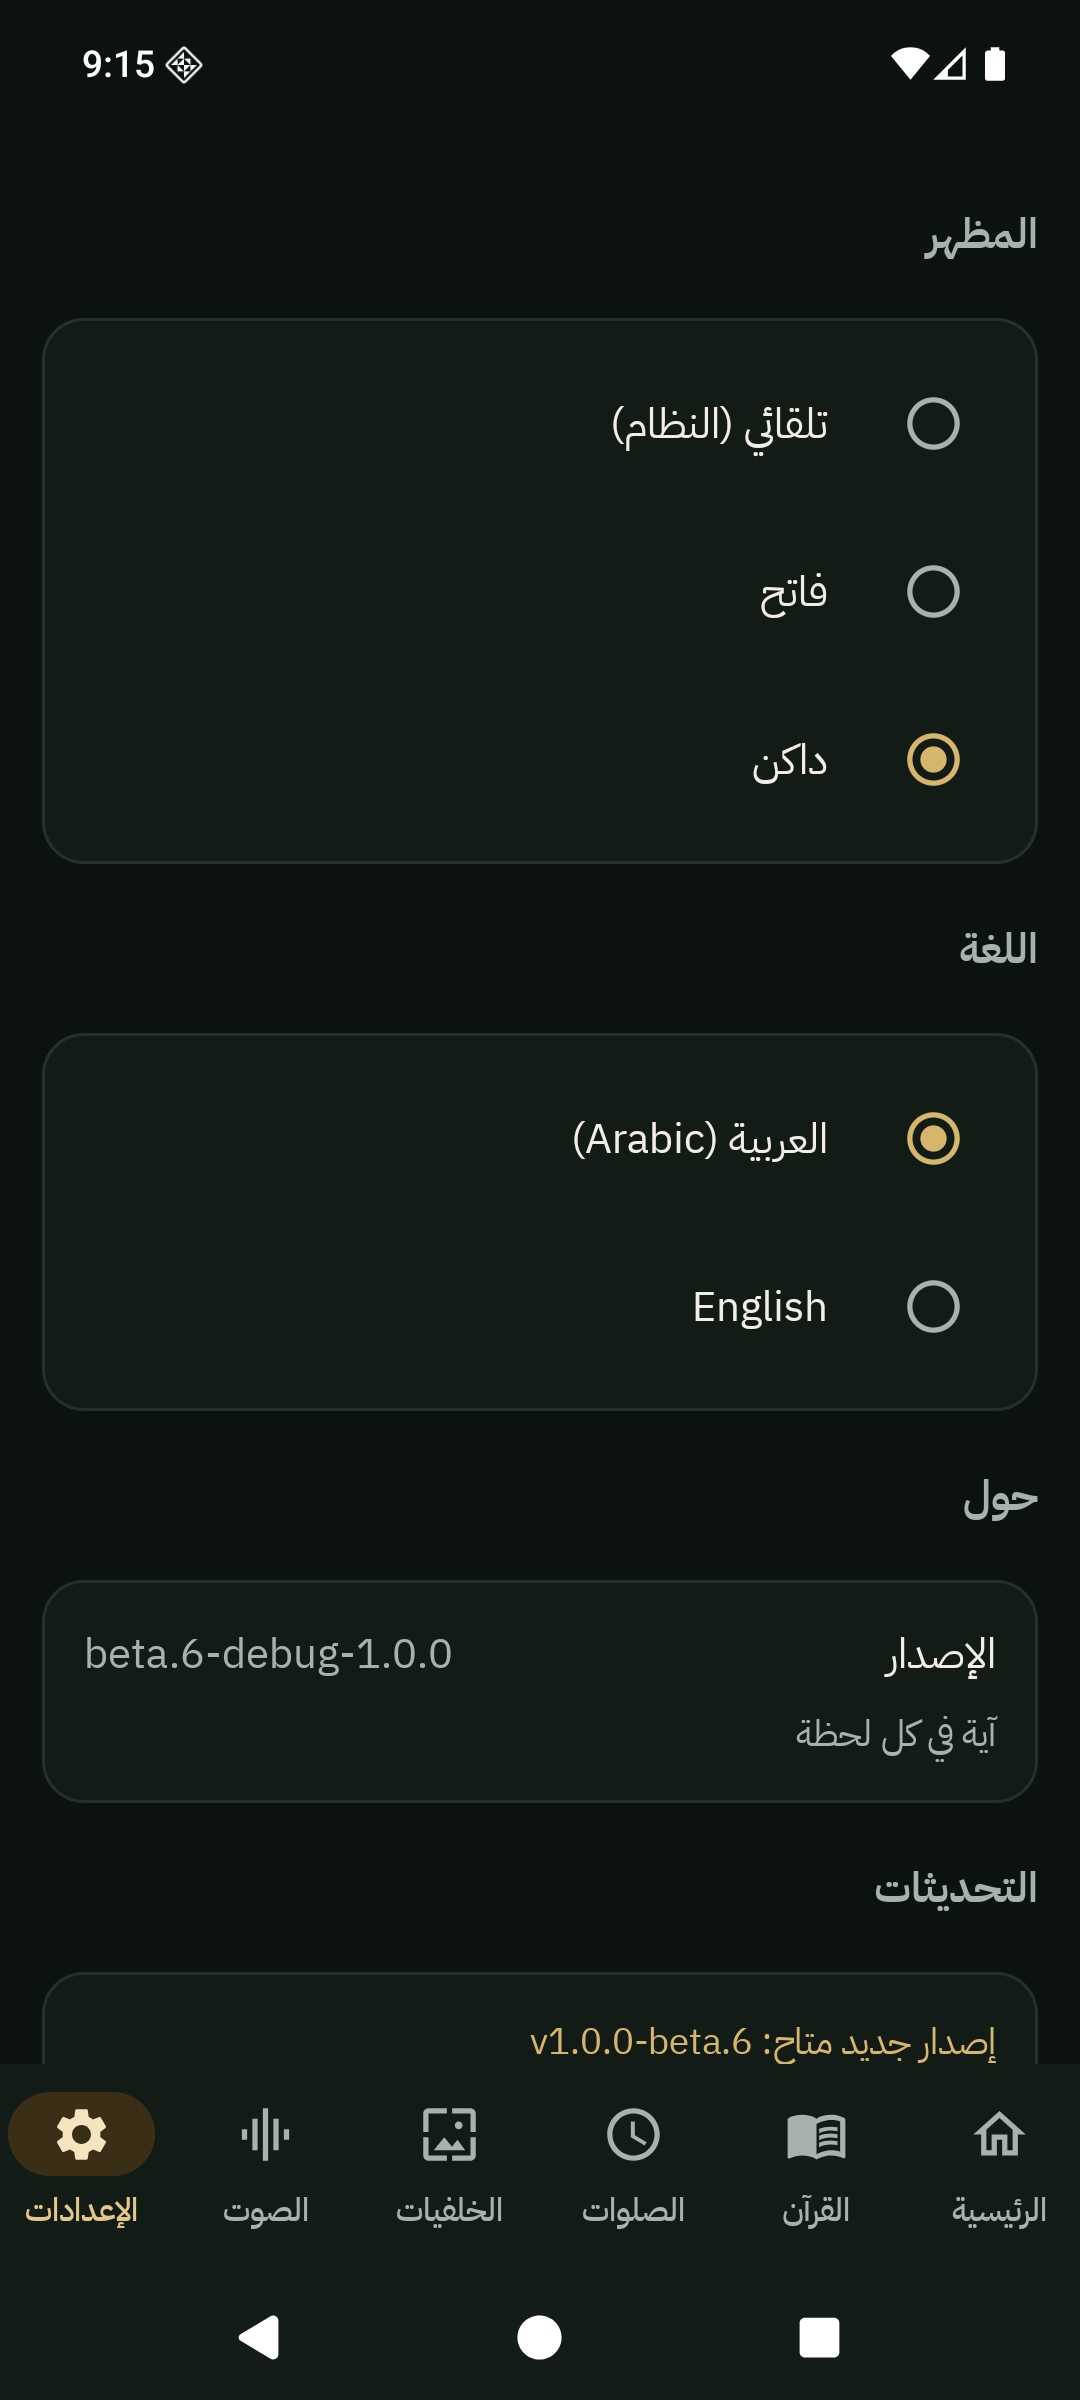 9:15
المظهر
تلقائي (النظام)
فاتح
داكن
اللغة
العربية (Arabic)
English
حول
الإصدار beta.6-debug-1.0.0
آية في كل لحظة
التحديثات
إصدار جديد متاح: v1.0.0-beta.6
الرئيسية القرآن الصلوات الخلفيات الصوت الإعدادات